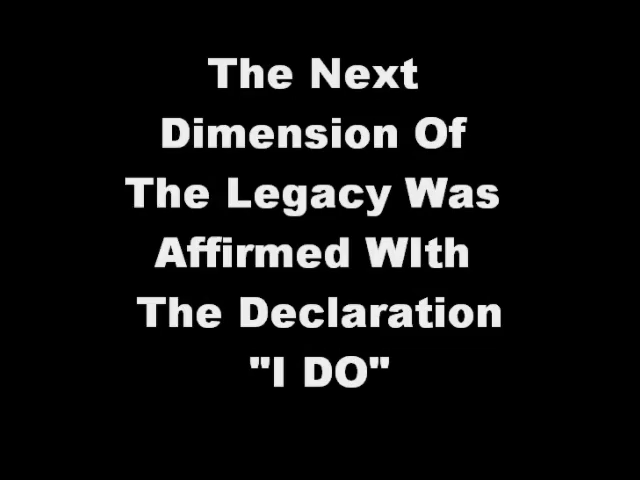 The Next
Dimension Of
The Legacy Was
Affirmed WIth
The Declaration
"I DO"